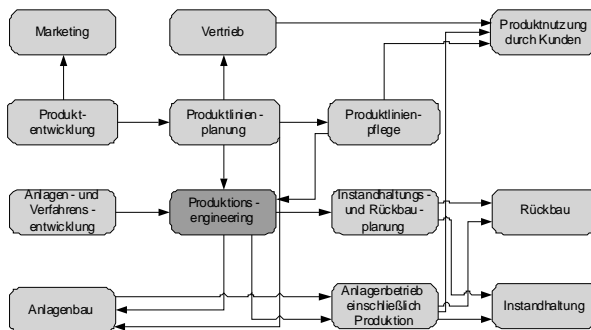 Marketing
Vertrieb
Produktnutzung
durch Kunden
Produkt-
entwicklung
Produktlinien-
planung
Produktlinien-
pflege
Anlagen- und
Verfahrens-
entwicklung
Produktions-
engineering
Instandhaltungs-
und Rückbau-
planung
Rückbau
Anlagenbau
Anlagenbetrieb
einschließlich
Produktion
Instandhaltung